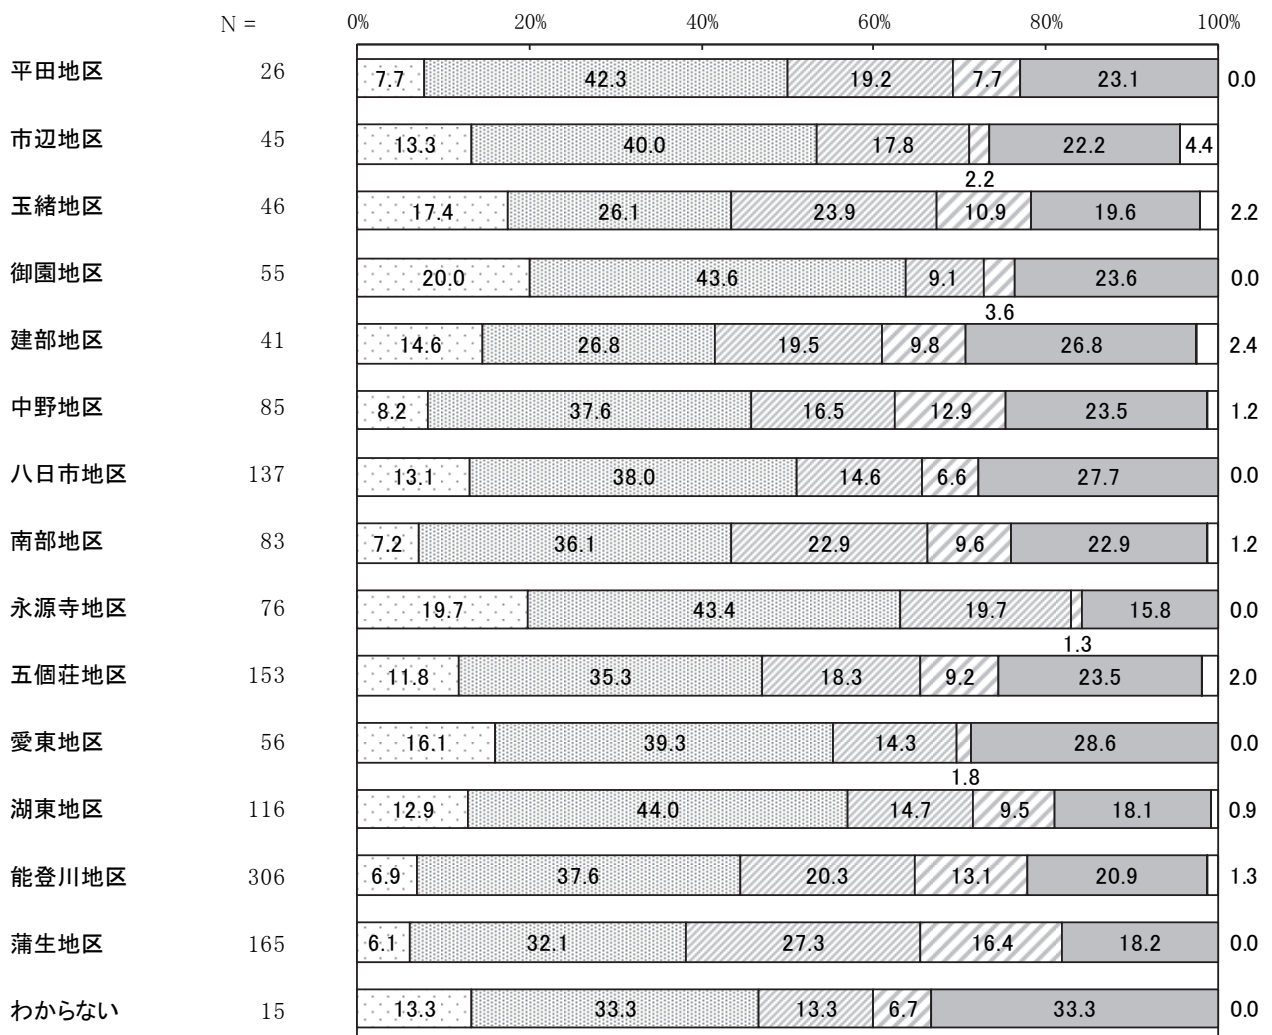 N = 0% 20% 40% 60% 80% 100%
平田地区 26 7.7 42.3 19.2 7.7 23.1 0.0
市辺地区 45 13.3 40.0 17.8 22.2 4.4
2.2
玉緒地区 46 17.4 26.1 23.9 10.9 19.6 2.2
御園地区 55 20.0 43.6 9.1 23.6 0.0
3.6
建部地区 41 14.6 26.8 19.5 9.8 26.8 2.4
中野地区 85 8.2 37.6 16.5 12.9 23.5 1.2
八日市地区 137 13.1 38.0 14.6 6.6 27.7 0.0
南部地区 83 7.2 36.1 22.9 9.6 22.9 1.2
永源寺地区 76 19.7 43.4 19.7 15.8 0.0
1.3
五個荘地区 153 11.8 35.3 18.3 9.2 23.5 2.0
愛東地区 56 16.1 39.3 14.3 28.6 0.0
1.8
湖東地区 116 12.9 44.0 14.7 9.5 18.1 0.9
能登川地区 306 6.9 37.6 20.3 13.1 20.9 1.3
蒲生地区 165 6.1 32.1 27.3 16.4 18.2 0.0
わからない 15 13.3 33.3 13.3 6.7 33.3 0.0